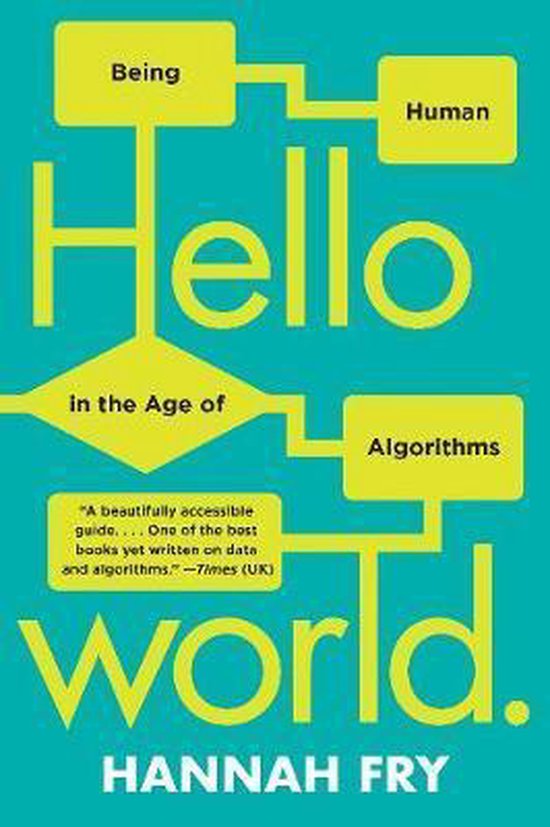 Being
Human
Hello
in the Age of
Algorithms
“A beautifully accessible
guide. . . . One of the best
books yet written on data
and algorithms.” —Times (UK)
world.
HANNAH FRY